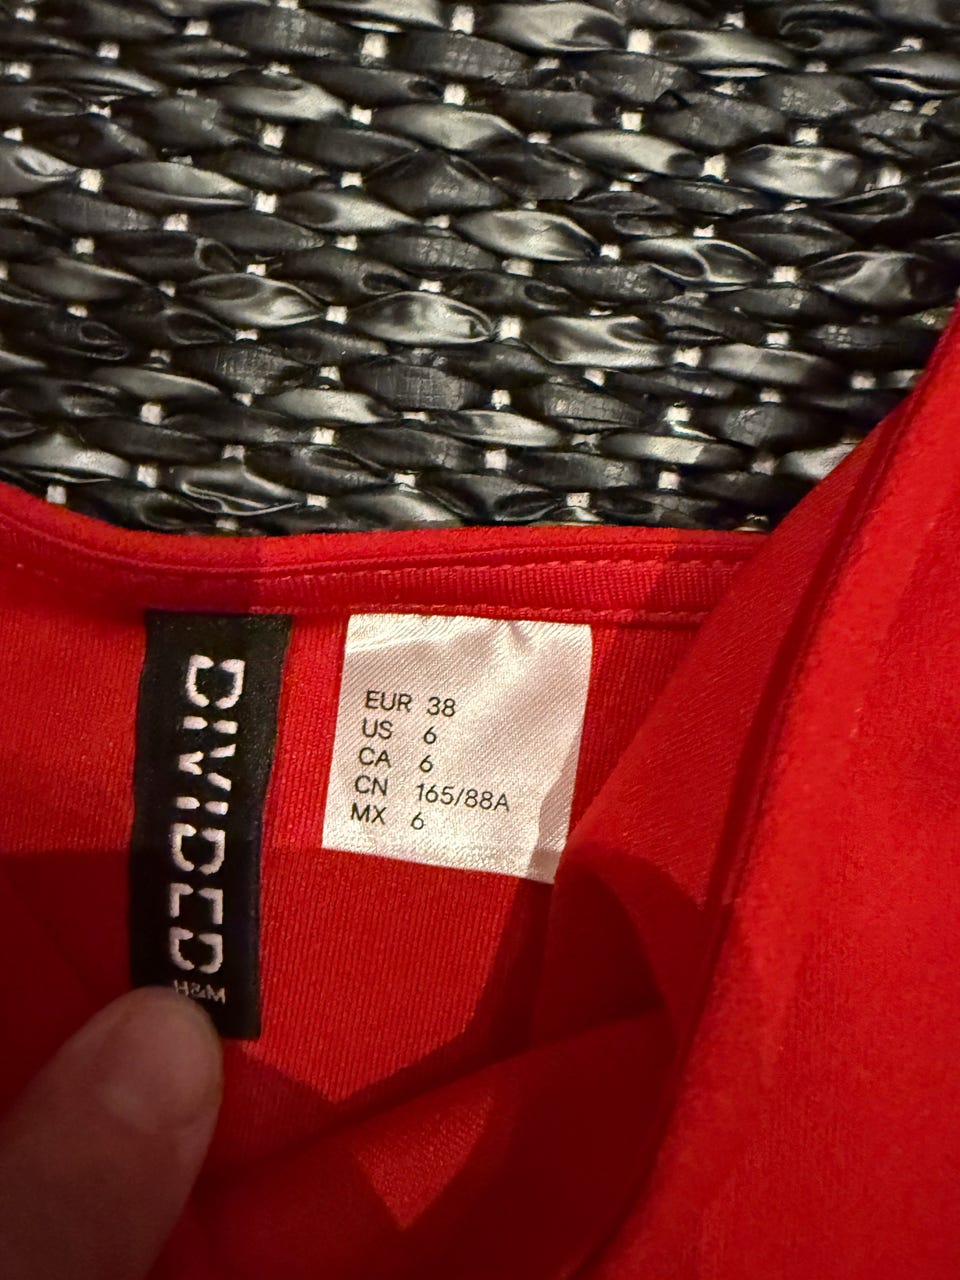 DIVIDED
H&M
EUR 38
US 6
CA 6
CN 165/88A
MX 6